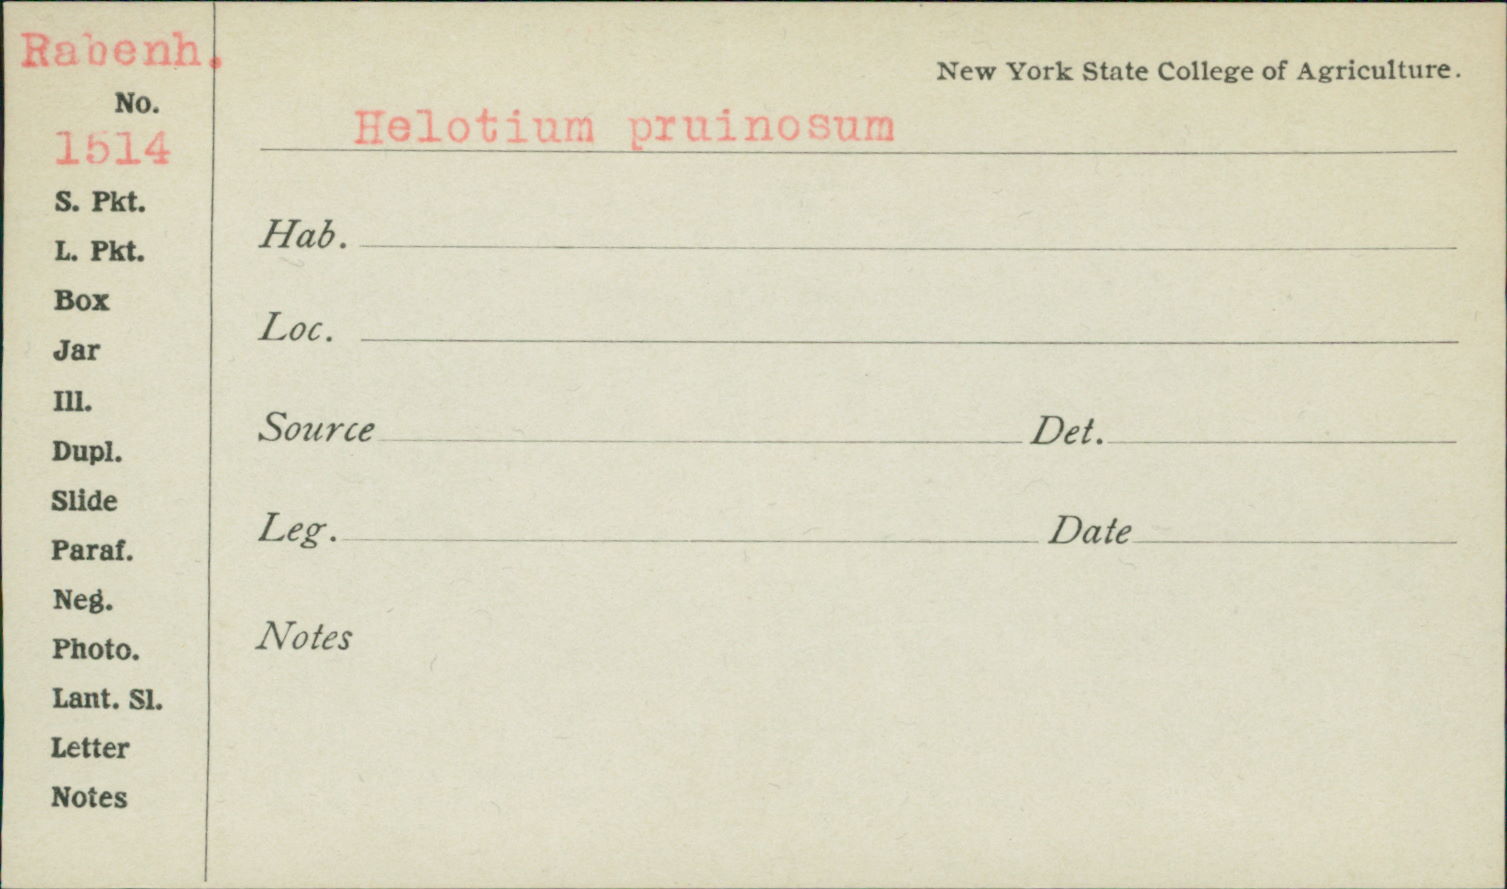 Rabenh.
No.
1514
S. Pkt.
L. Pkt.
Box
Jar
Ill.
Dupl.
Slide
Paraf.
Neg.
Photo.
Lant. Sl.
Letter
Notes
New York State College of Agriculture.
Helotium pruinosum
Hab.
Loc.
Source Det.
Leg. Date
Notes